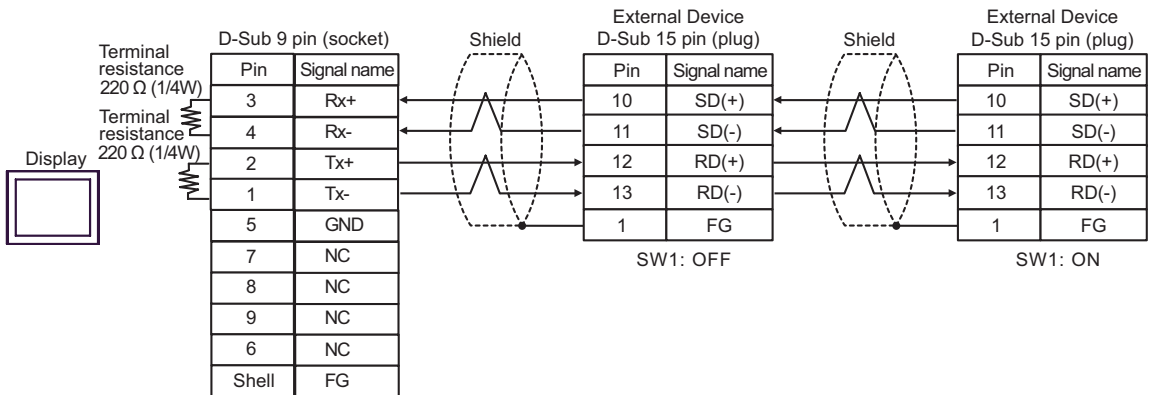 Terminal
resistance
220 Ω (1/4W)
Terminal
resistance
220 Ω (1/4W)
Display
D-Sub 9 pin (socket)
Pin Signal name
3 Rx+
4 Rx-
2 Tx+
1 Tx-
5 GND
7 NC
8 NC
9 NC
6 NC
Shell FG
Shield
External Device
D-Sub 15 pin (plug)
Pin Signal name
10 SD(+)
11 SD(-)
12 RD(+)
13 RD(-)
1 FG
SW1: OFF
Shield
External Device
D-Sub 15 pin (plug)
Pin Signal name
10 SD(+)
11 SD(-)
12 RD(+)
13 RD(-)
1 FG
SW1: ON